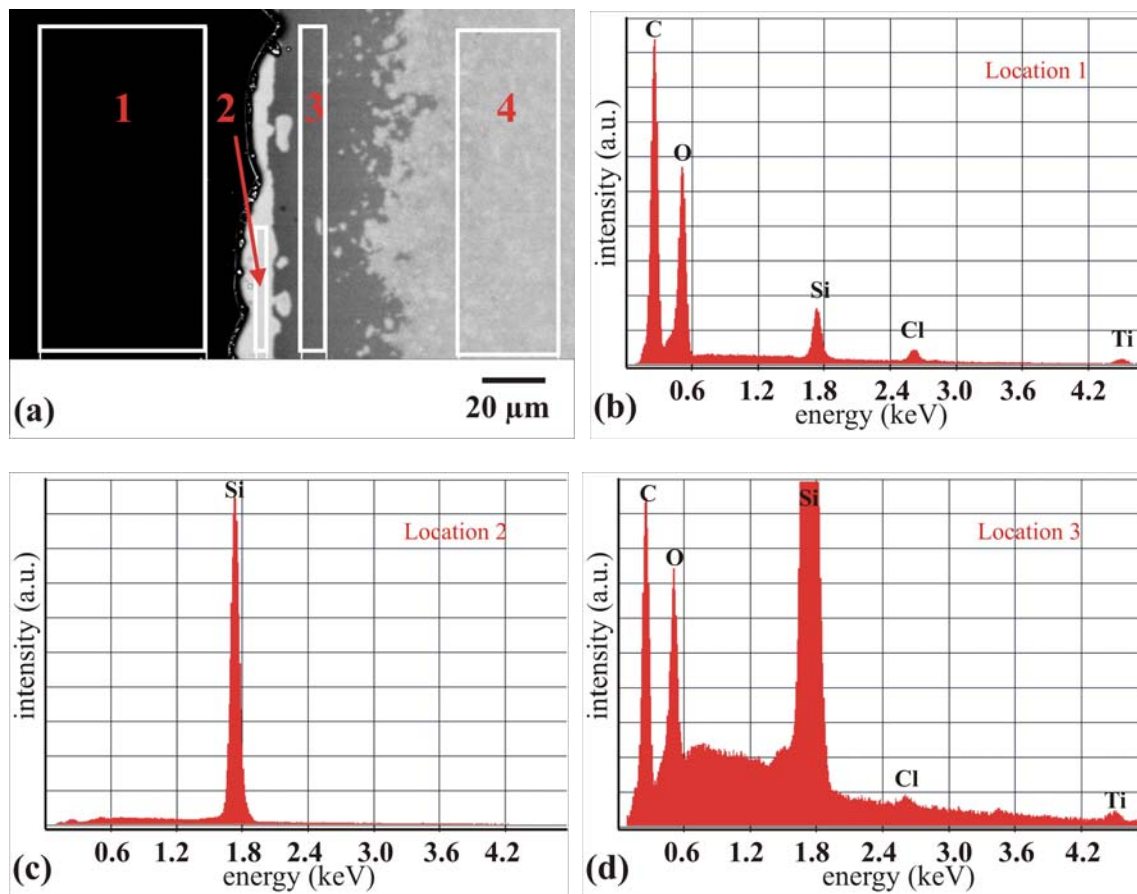 1
2
3
4
(a)
20 µm
C
O
Si
Cl
Ti
Location 1
intensity (a.u.)
0.6 1.2 1.8 2.4 3.0 3.6 4.2
energy (keV)
(b)
Si
Location 2
intensity (a.u.)
0.6 1.2 1.8 2.4 3.0 3.6 4.2
energy (keV)
(c)
C
O
Si
Cl
Ti
Location 3
intensity (a.u.)
0.6 1.2 1.8 2.4 3.0 3.6 4.2
energy (keV)
(d)